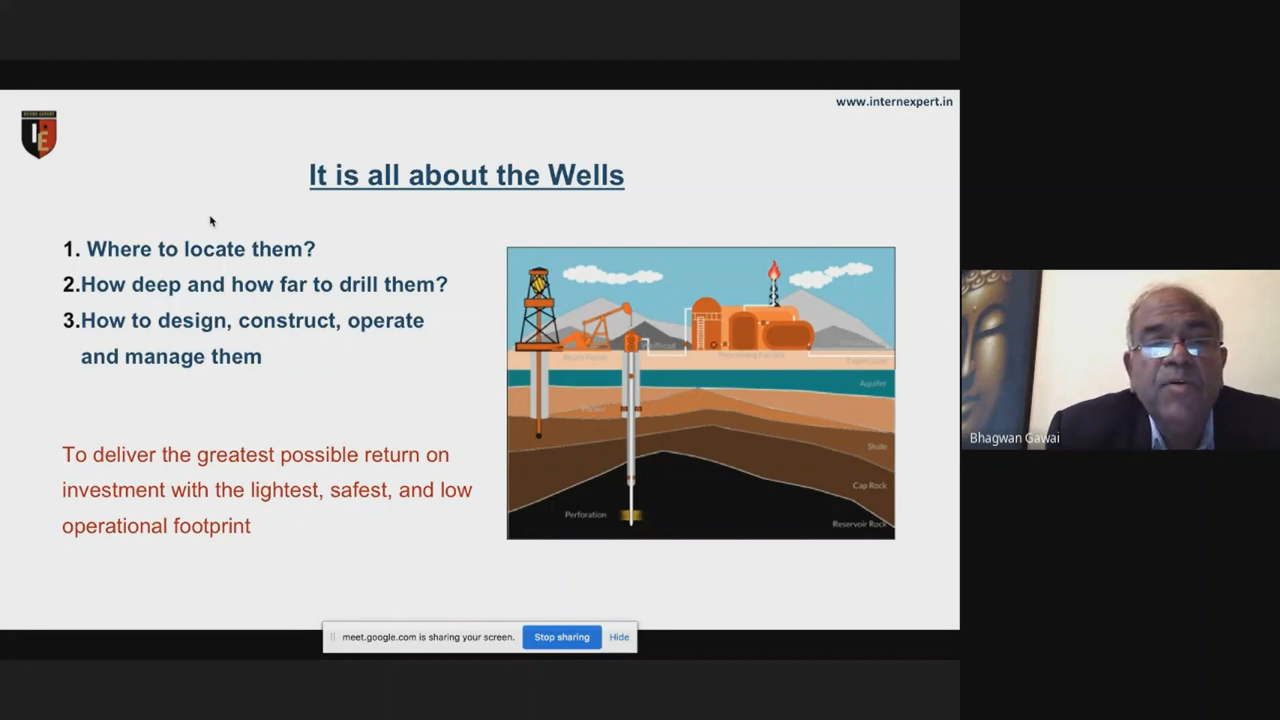 www.internexpert.in
IE
It is all about the Wells
1. Where to locate them?
2.How deep and how far to drill them?
3.How to design, construct, operate
and manage them
To deliver the greatest possible return on
investment with the lightest, safest, and low
operational footprint
Aquifer
Shale
Cap Rock
Perforation
Reservoir Rock
Bhagwan Gawai
meet.google.com is sharing your screen.
Stop sharing
Hide